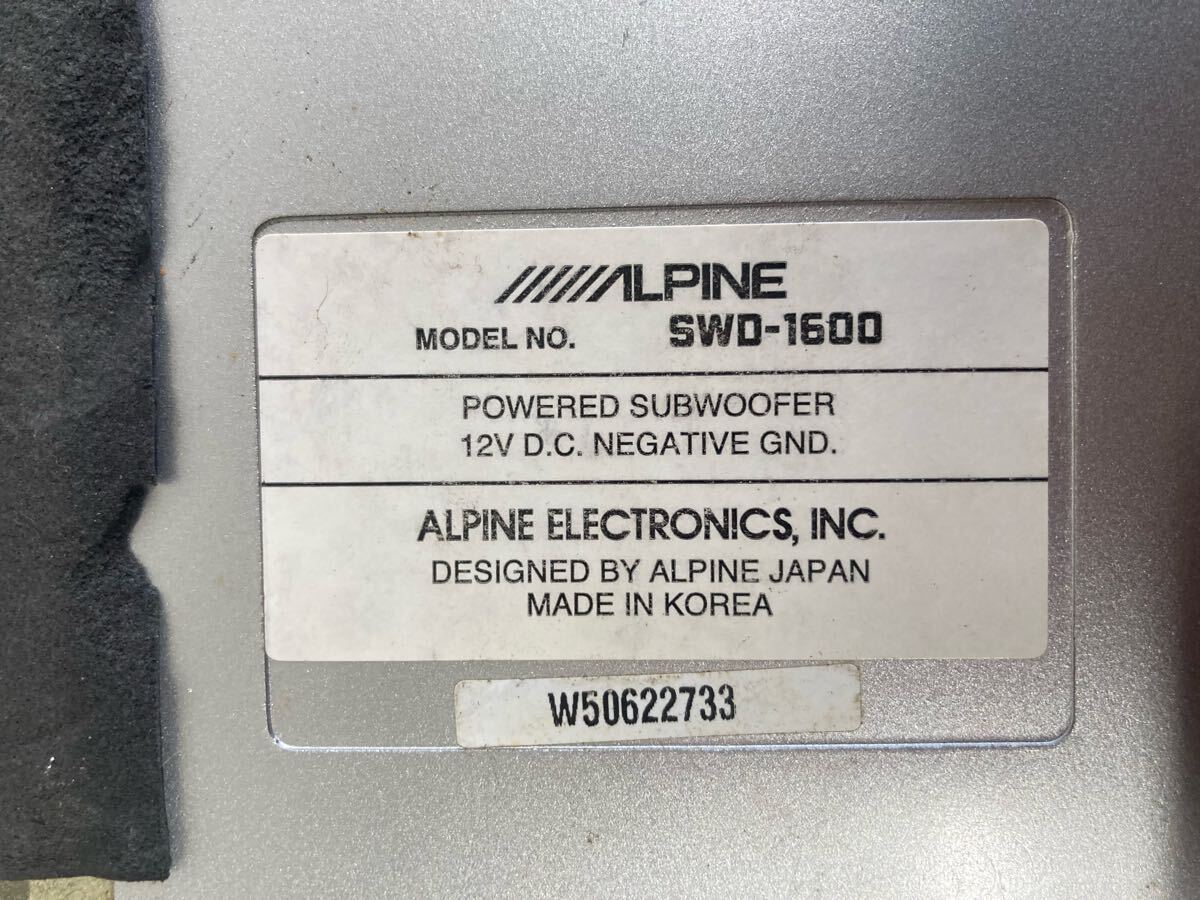 ALPINE
MODEL NO. SWD-1600
POWERED SUBWOOFER
12V D.C. NEGATIVE GND.
ALPINE ELECTRONICS, INC.
DESIGNED BY ALPINE JAPAN
MADE IN KOREA
W50622733